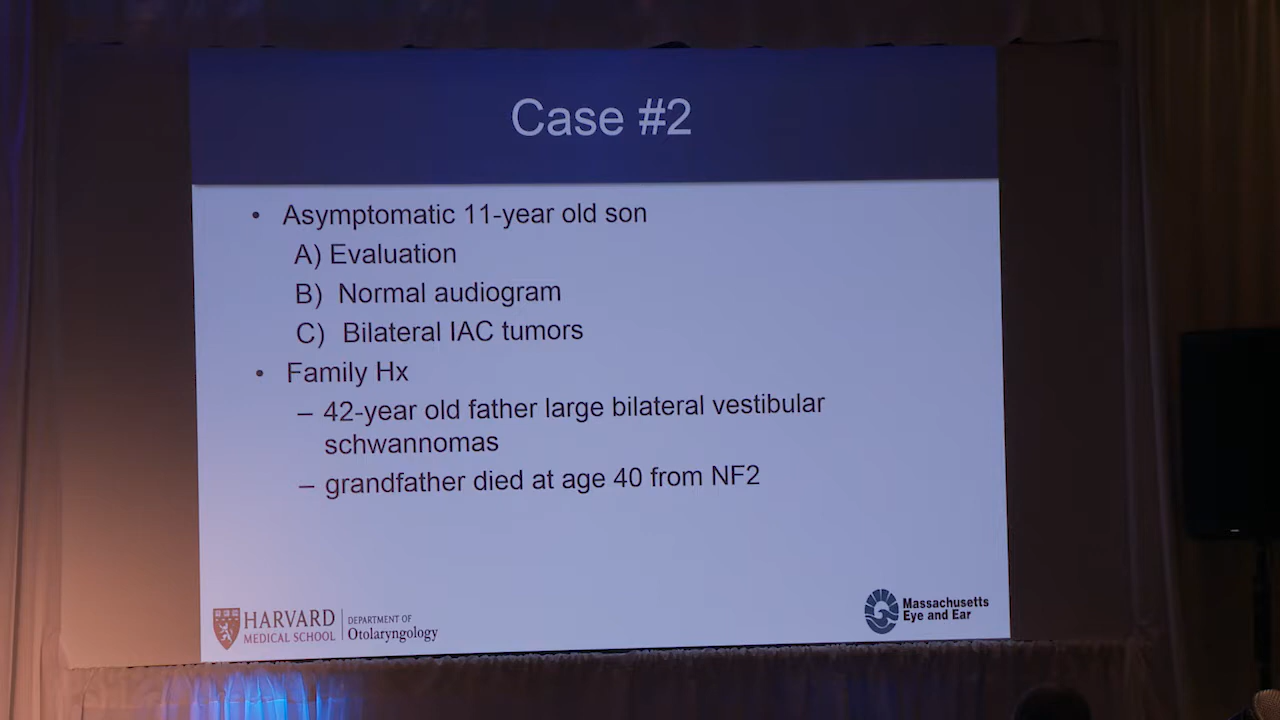 Case #2
• Asymptomatic 11-year old son
A) Evaluation
B) Normal audiogram
C) Bilateral IAC tumors
• Family Hx
– 42-year old father large bilateral vestibular
schwannomas
– grandfather died at age 40 from NF2
HARVARD
MEDICAL SCHOOL
DEPARTMENT OF
Otolaryngology
Massachusetts
Eye and Ear